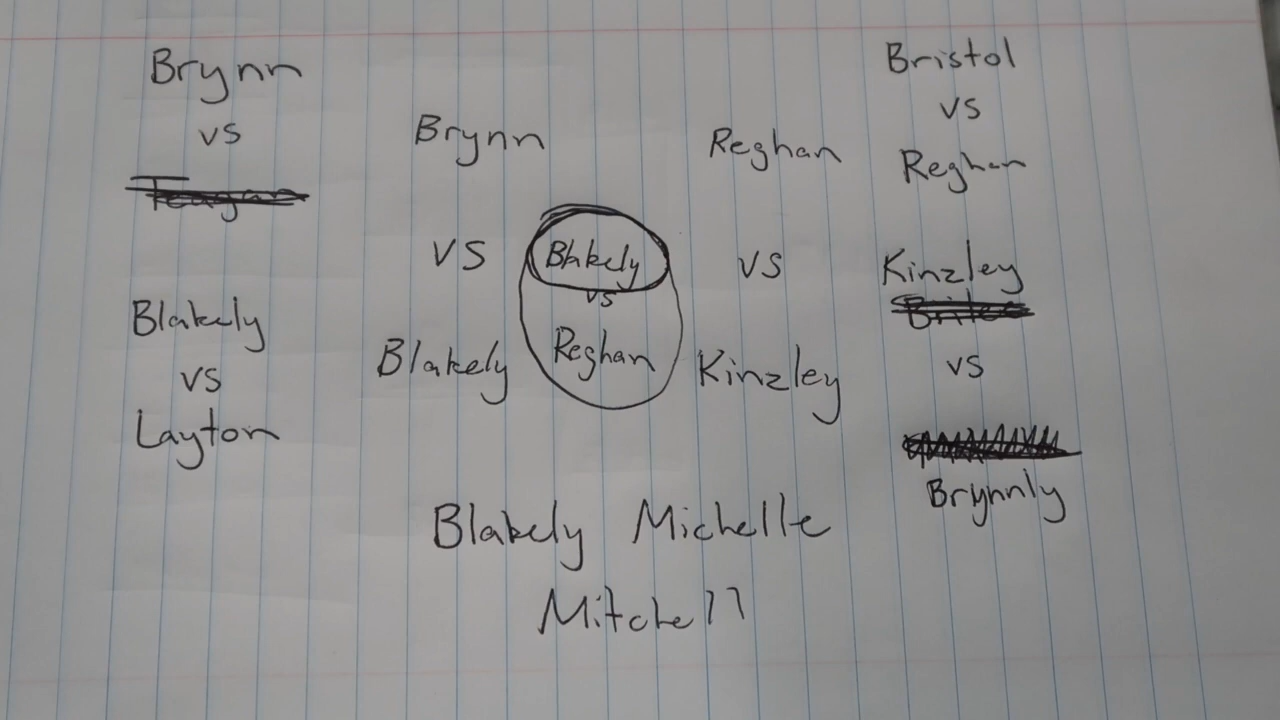 Brynn
vs
Teagan
Blakely
vs
Layton
Brynn
vs
Blakely
Blakely
vs
Reghan
Reghan
vs
Kinzley
Bristol
vs
Reghan
Kinzley
vs
Brynnly
Blakely Michelle
Mitchell